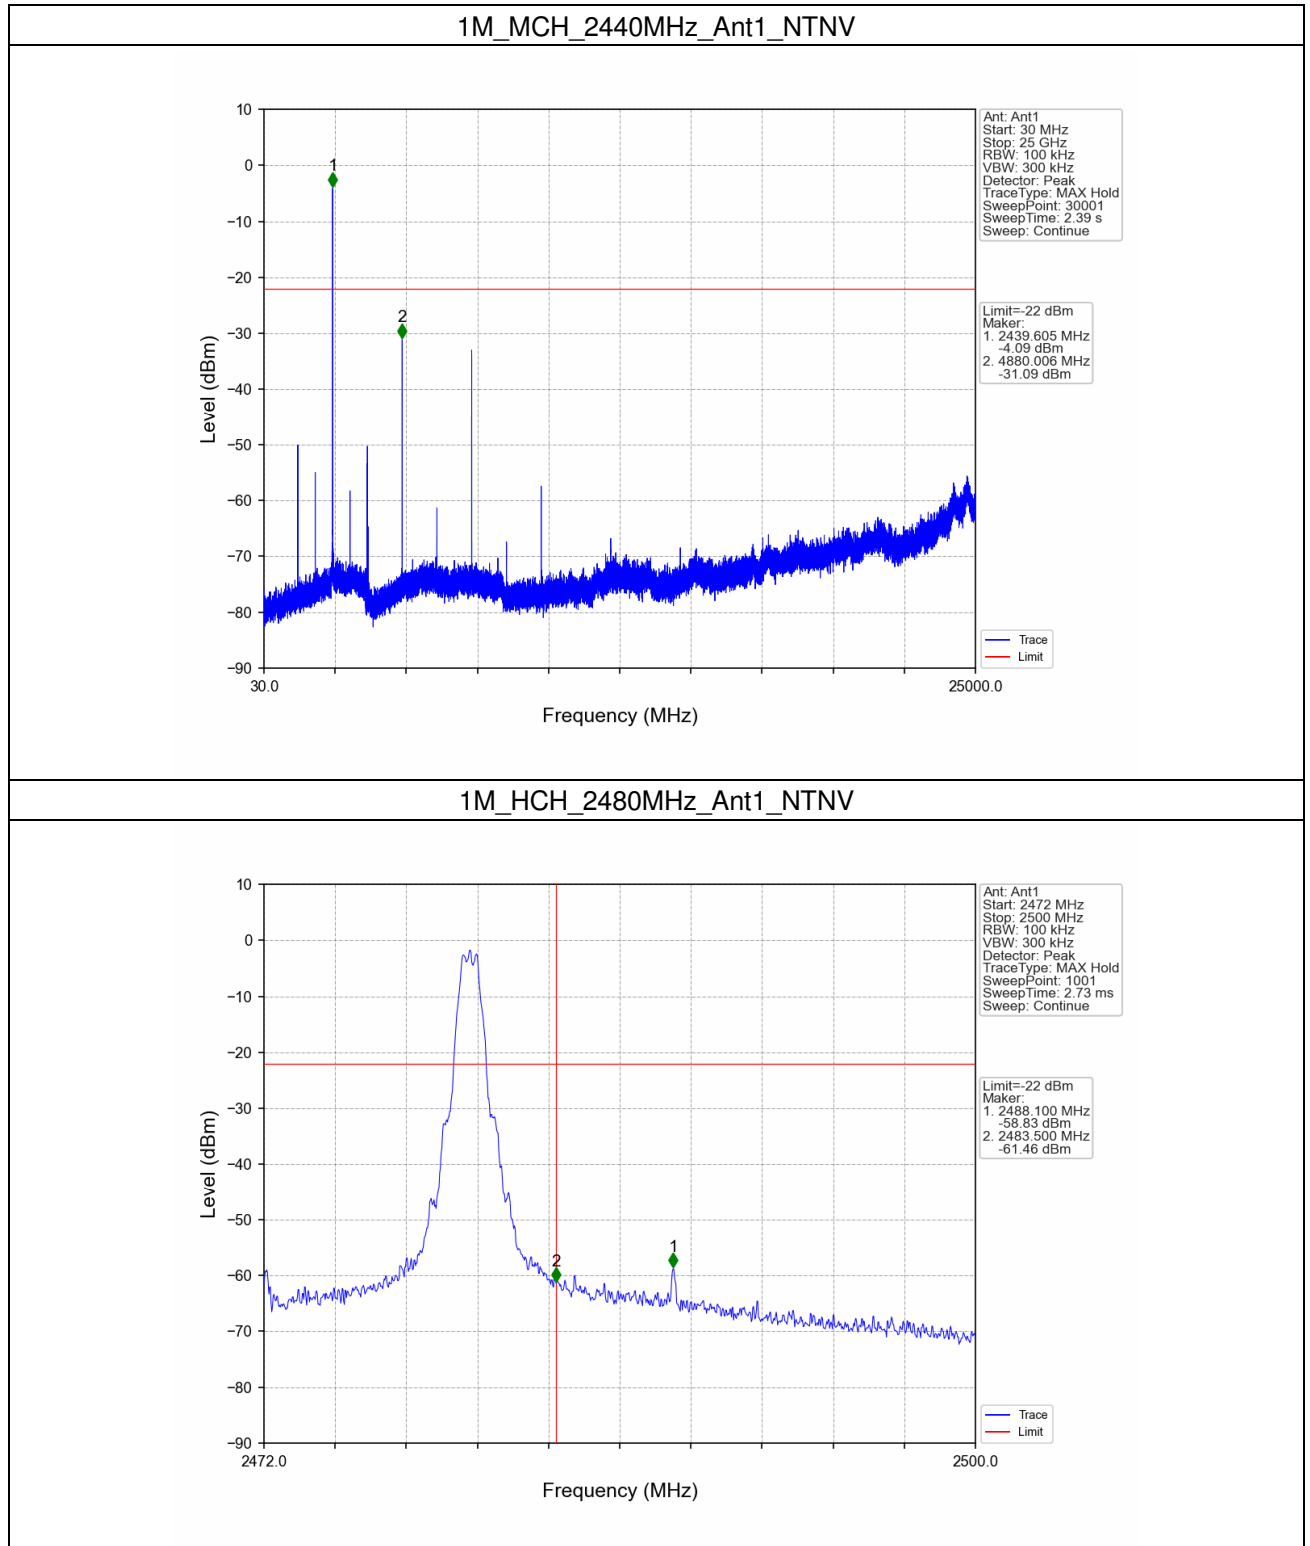 1M_MCH_2440MHz_Ant1_NTNV
10
0
−10
−20
−30
−40
−50
−60
−70
−80
−90
Level (dBm)
1
2
30.0
25000.0
Frequency (MHz)
Ant: Ant1
Start: 30 MHz
Stop: 25 GHz
RBW: 100 kHz
VBW: 300 kHz
Detector: Peak
TraceType: MAX Hold
SweepPoint: 30001
SweepTime: 2.39 s
Sweep: Continue
Limit=-22 dBm
Maker:
1. 2439.605 MHz
-4.09 dBm
2. 4880.006 MHz
-31.09 dBm
Trace
Limit
1M_HCH_2480MHz_Ant1_NTNV
10
0
−10
−20
−30
−40
−50
−60
−70
−80
−90
Level (dBm)
2
1
2472.0
2500.0
Frequency (MHz)
Ant: Ant1
Start: 2472 MHz
Stop: 2500 MHz
RBW: 100 kHz
VBW: 300 kHz
Detector: Peak
TraceType: MAX Hold
SweepPoint: 1001
SweepTime: 2.73 ms
Sweep: Continue
Limit=-22 dBm
Maker:
1. 2488.100 MHz
-58.83 dBm
2. 2483.500 MHz
-61.46 dBm
Trace
Limit